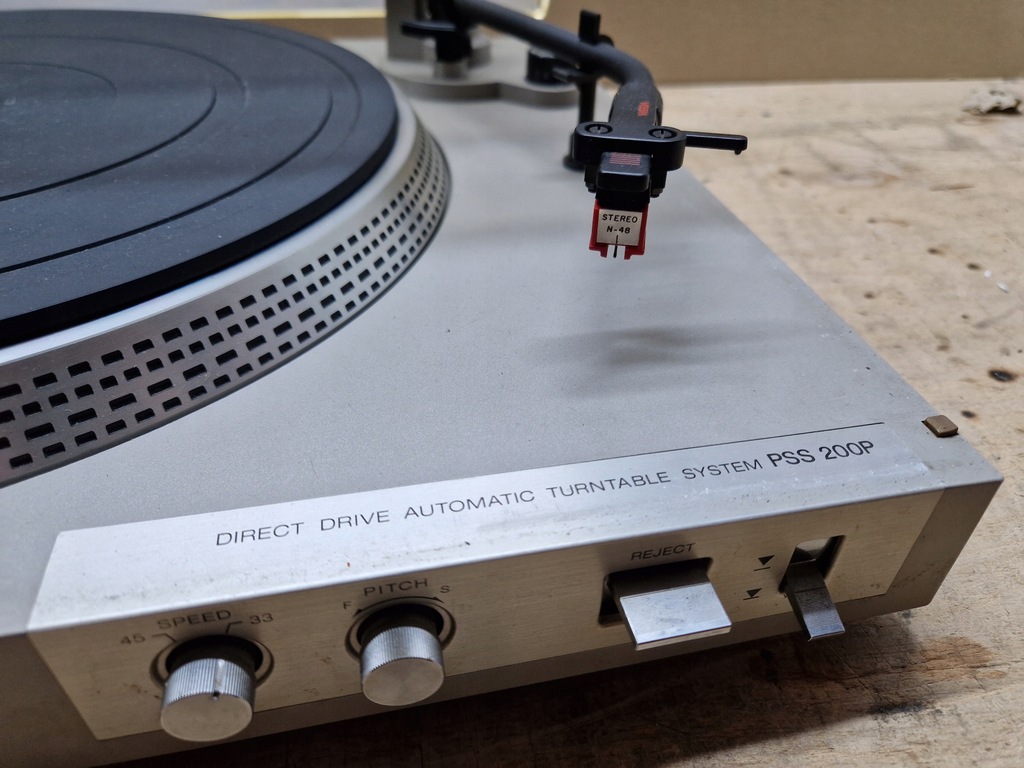 STEREO
N-48
DIRECT DRIVE AUTOMATIC TURNTABLE SYSTEM PSS 200P
REJECT
PITCH
F S
SPEED
45 33